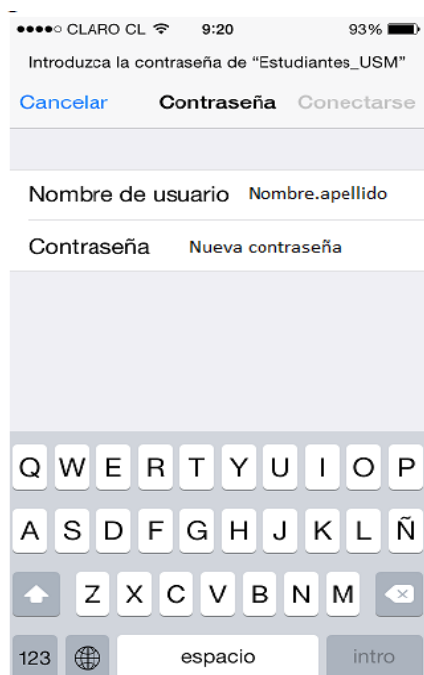 CLARO CL 9:20 93%
Introduzca la contraseña de “Estudiantes_USM”
Cancelar Contraseña Conectarse
Nombre de usuario Nombre.apellido
Contraseña Nueva contraseña
Q W E R T Y U I O P
A S D F G H J K L Ñ
Z X C V B N M
123 espacio intro